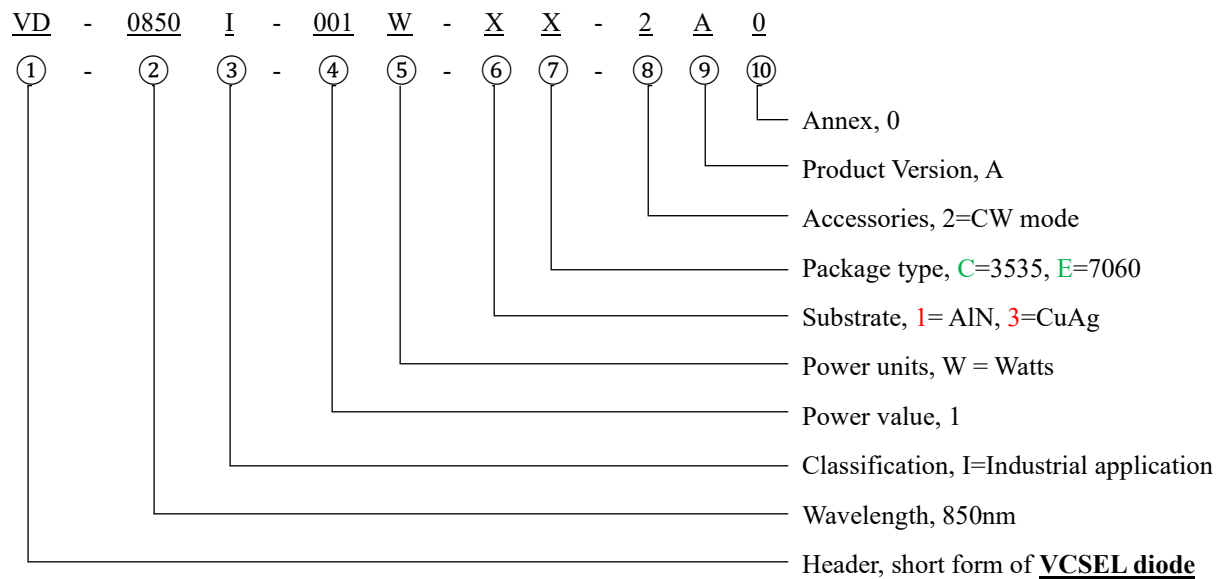 VD - 0850 I - 001 W - X X - 2 A 0
① - ② ③ - ④ ⑤ - ⑥ ⑦ - ⑧ ⑨ ⑩
Annex, 0
Product Version, A
Accessories, 2=CW mode
Package type, C=3535, E=7060
Substrate, 1= AlN, 3=CuAg
Power units, W = Watts
Power value, 1
Classification, I=Industrial application
Wavelength, 850nm
Header, short form of VCSEL diode